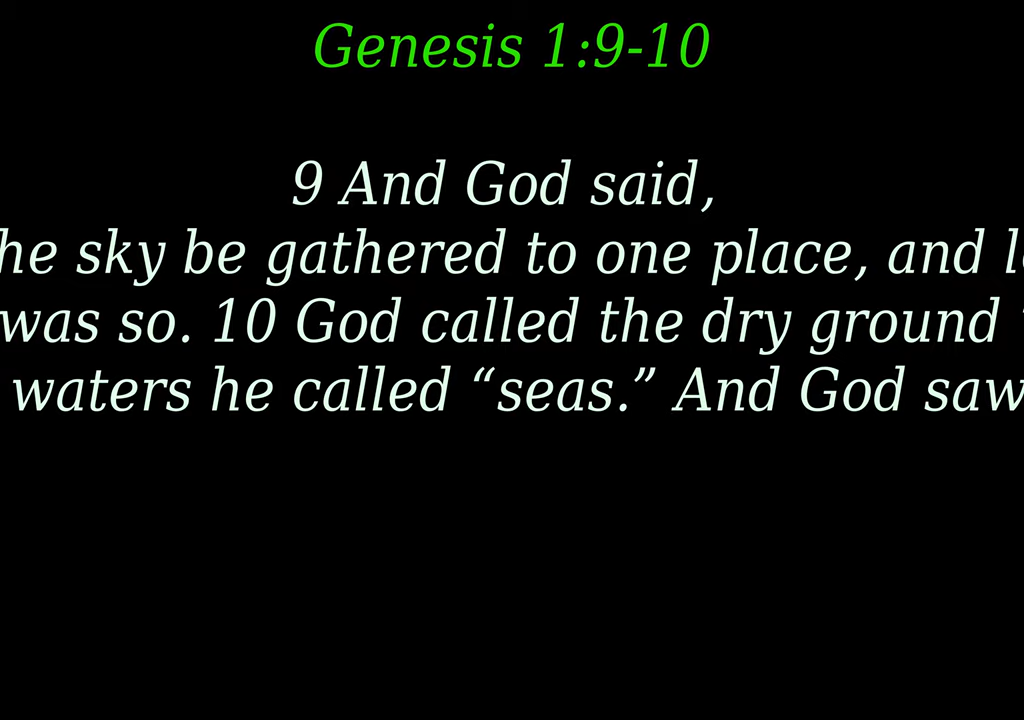 Genesis 1:9-10
9 And God said,
he sky be gathered to one place, and l
was so. 10 God called the dry ground
waters he called “seas.” And God saw